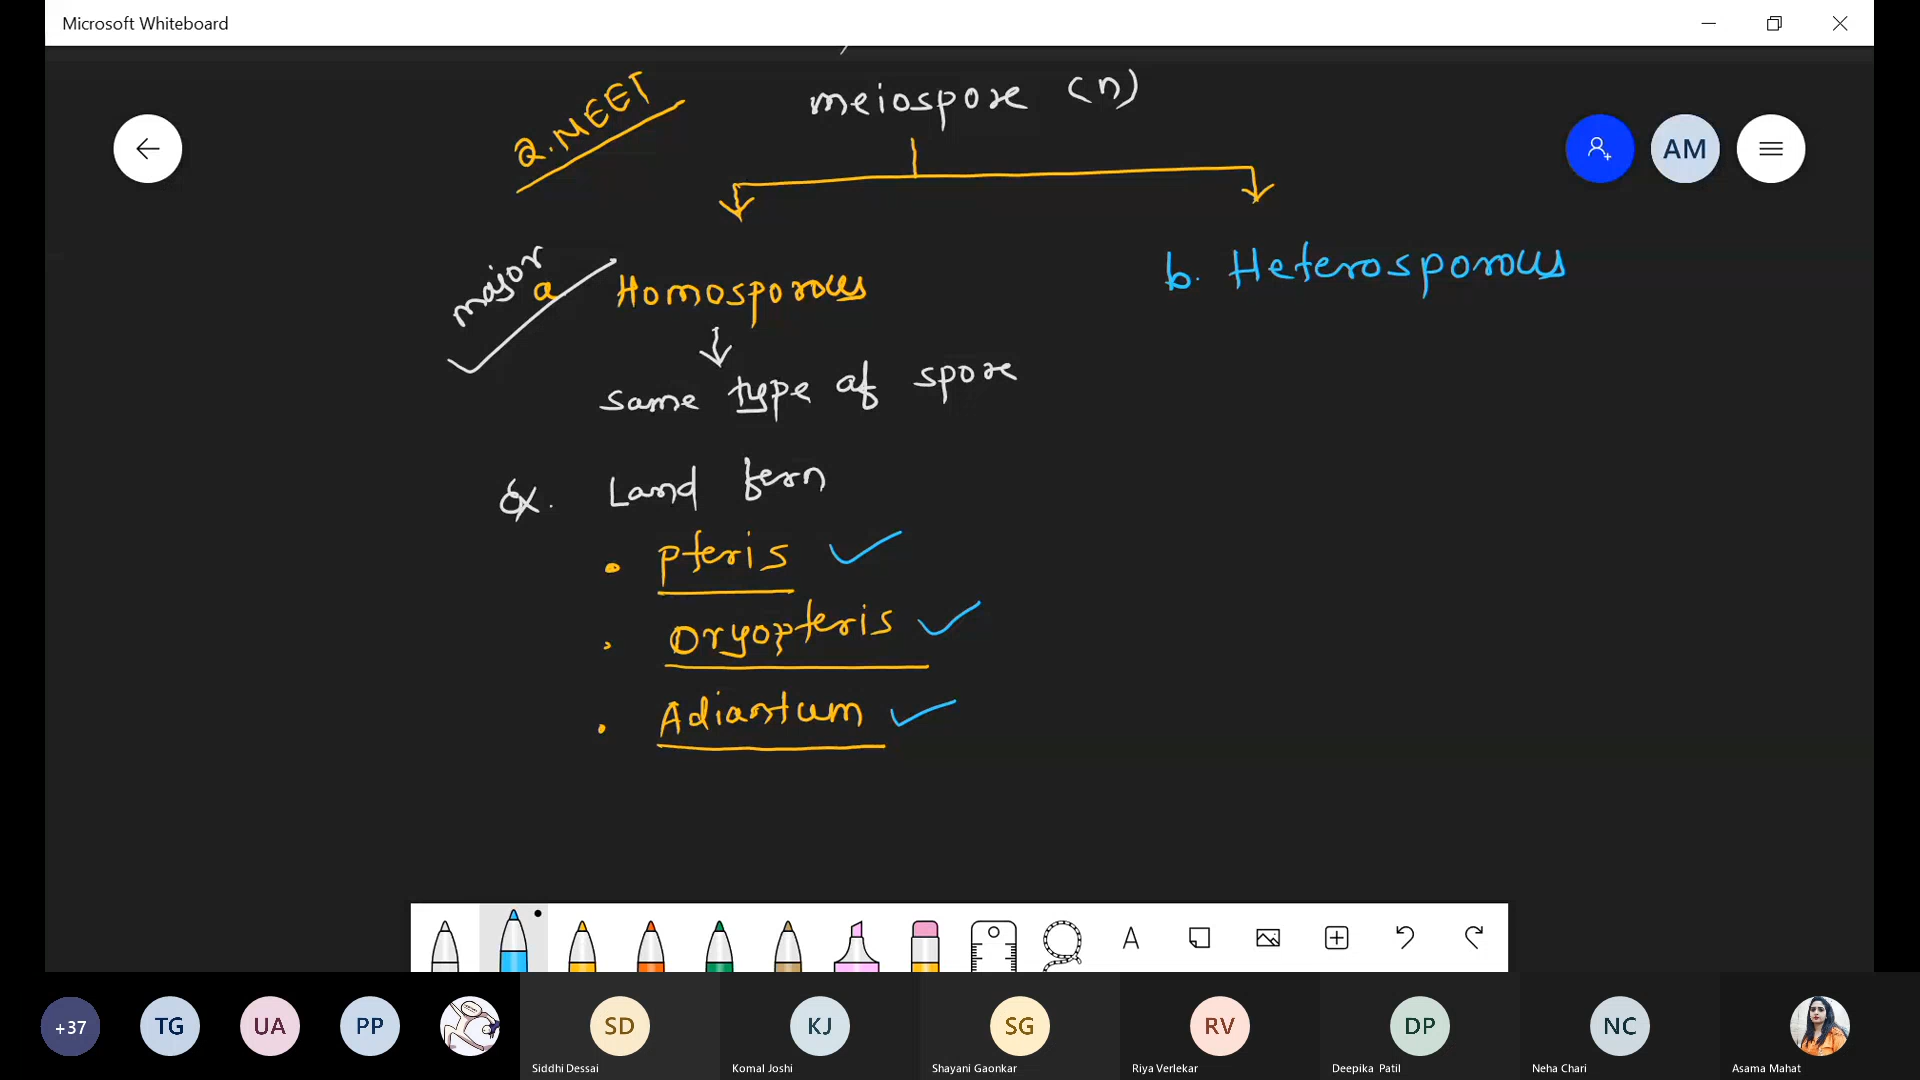 Microsoft Whiteboard
2. NEET
meiospore (n)
AM
major
a Homosporous
b. Heterosporous
same type of spore
Ex. Land fern
• Pteris
• Dryopteris
• Adiantum
A
+37
TG
UA
PP
SD
KJ
SG
RV
DP
NC
Siddhi Dessai
Komal Joshi
Shayani Gaonkar
Riya Verlekar
Deepika Patil
Neha Chari
Asama Mahat